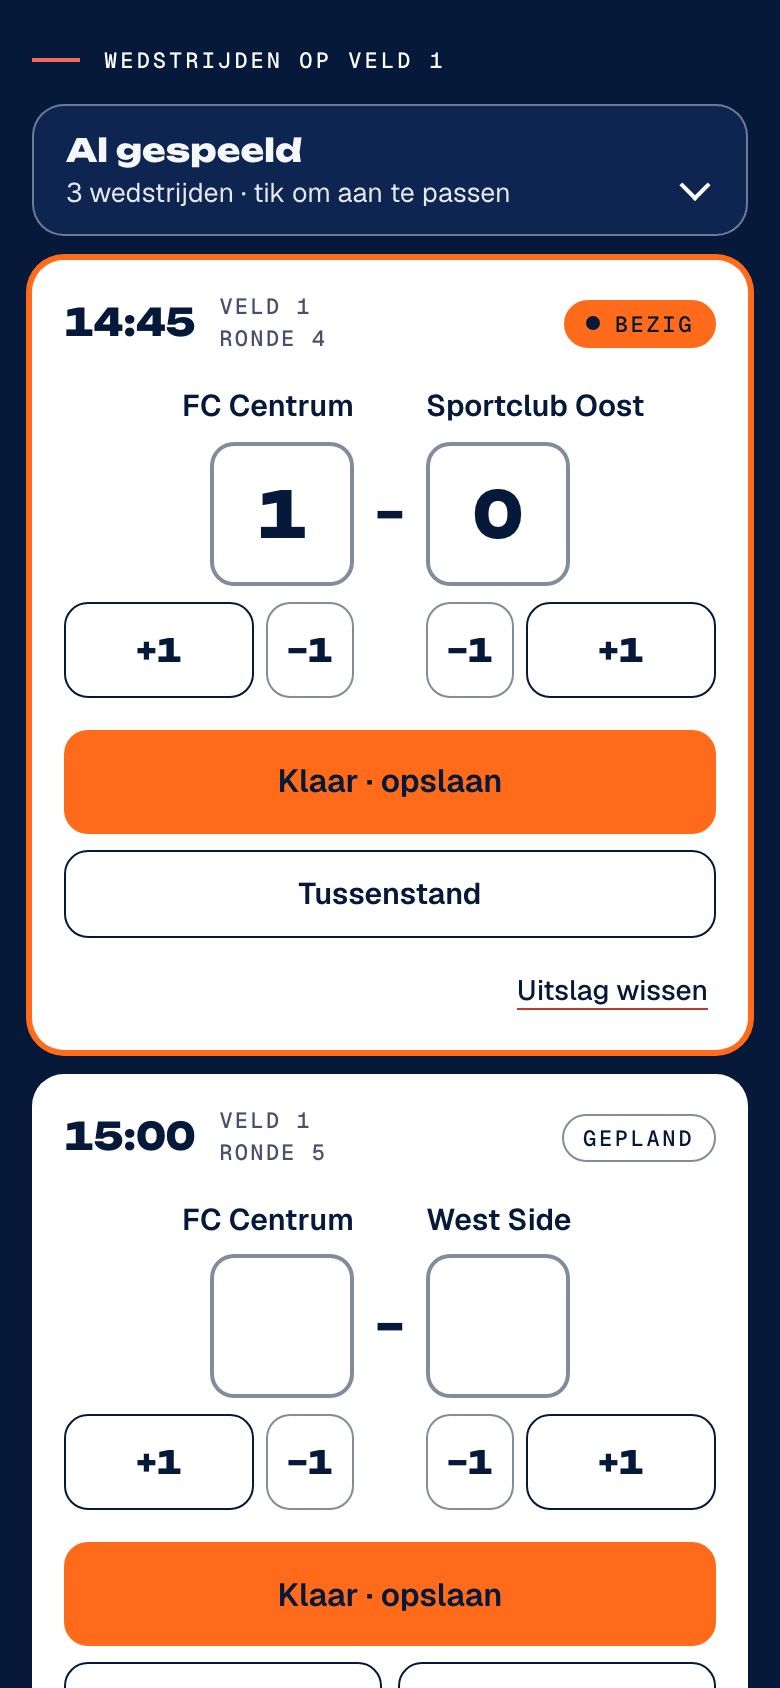 WEDSTRIJDEN OP VELD 1
Al gespeeld
3 wedstrijden · tik om aan te passen
14:45
VELD 1
RONDE 4
BEZIG
FC Centrum
Sportclub Oost
1 - 0
+1 −1 −1 +1
Klaar · opslaan
Tussenstand
Uitslag wissen
15:00
VELD 1
RONDE 5
GEPLAND
FC Centrum
West Side
-
+1 −1 −1 +1
Klaar · opslaan